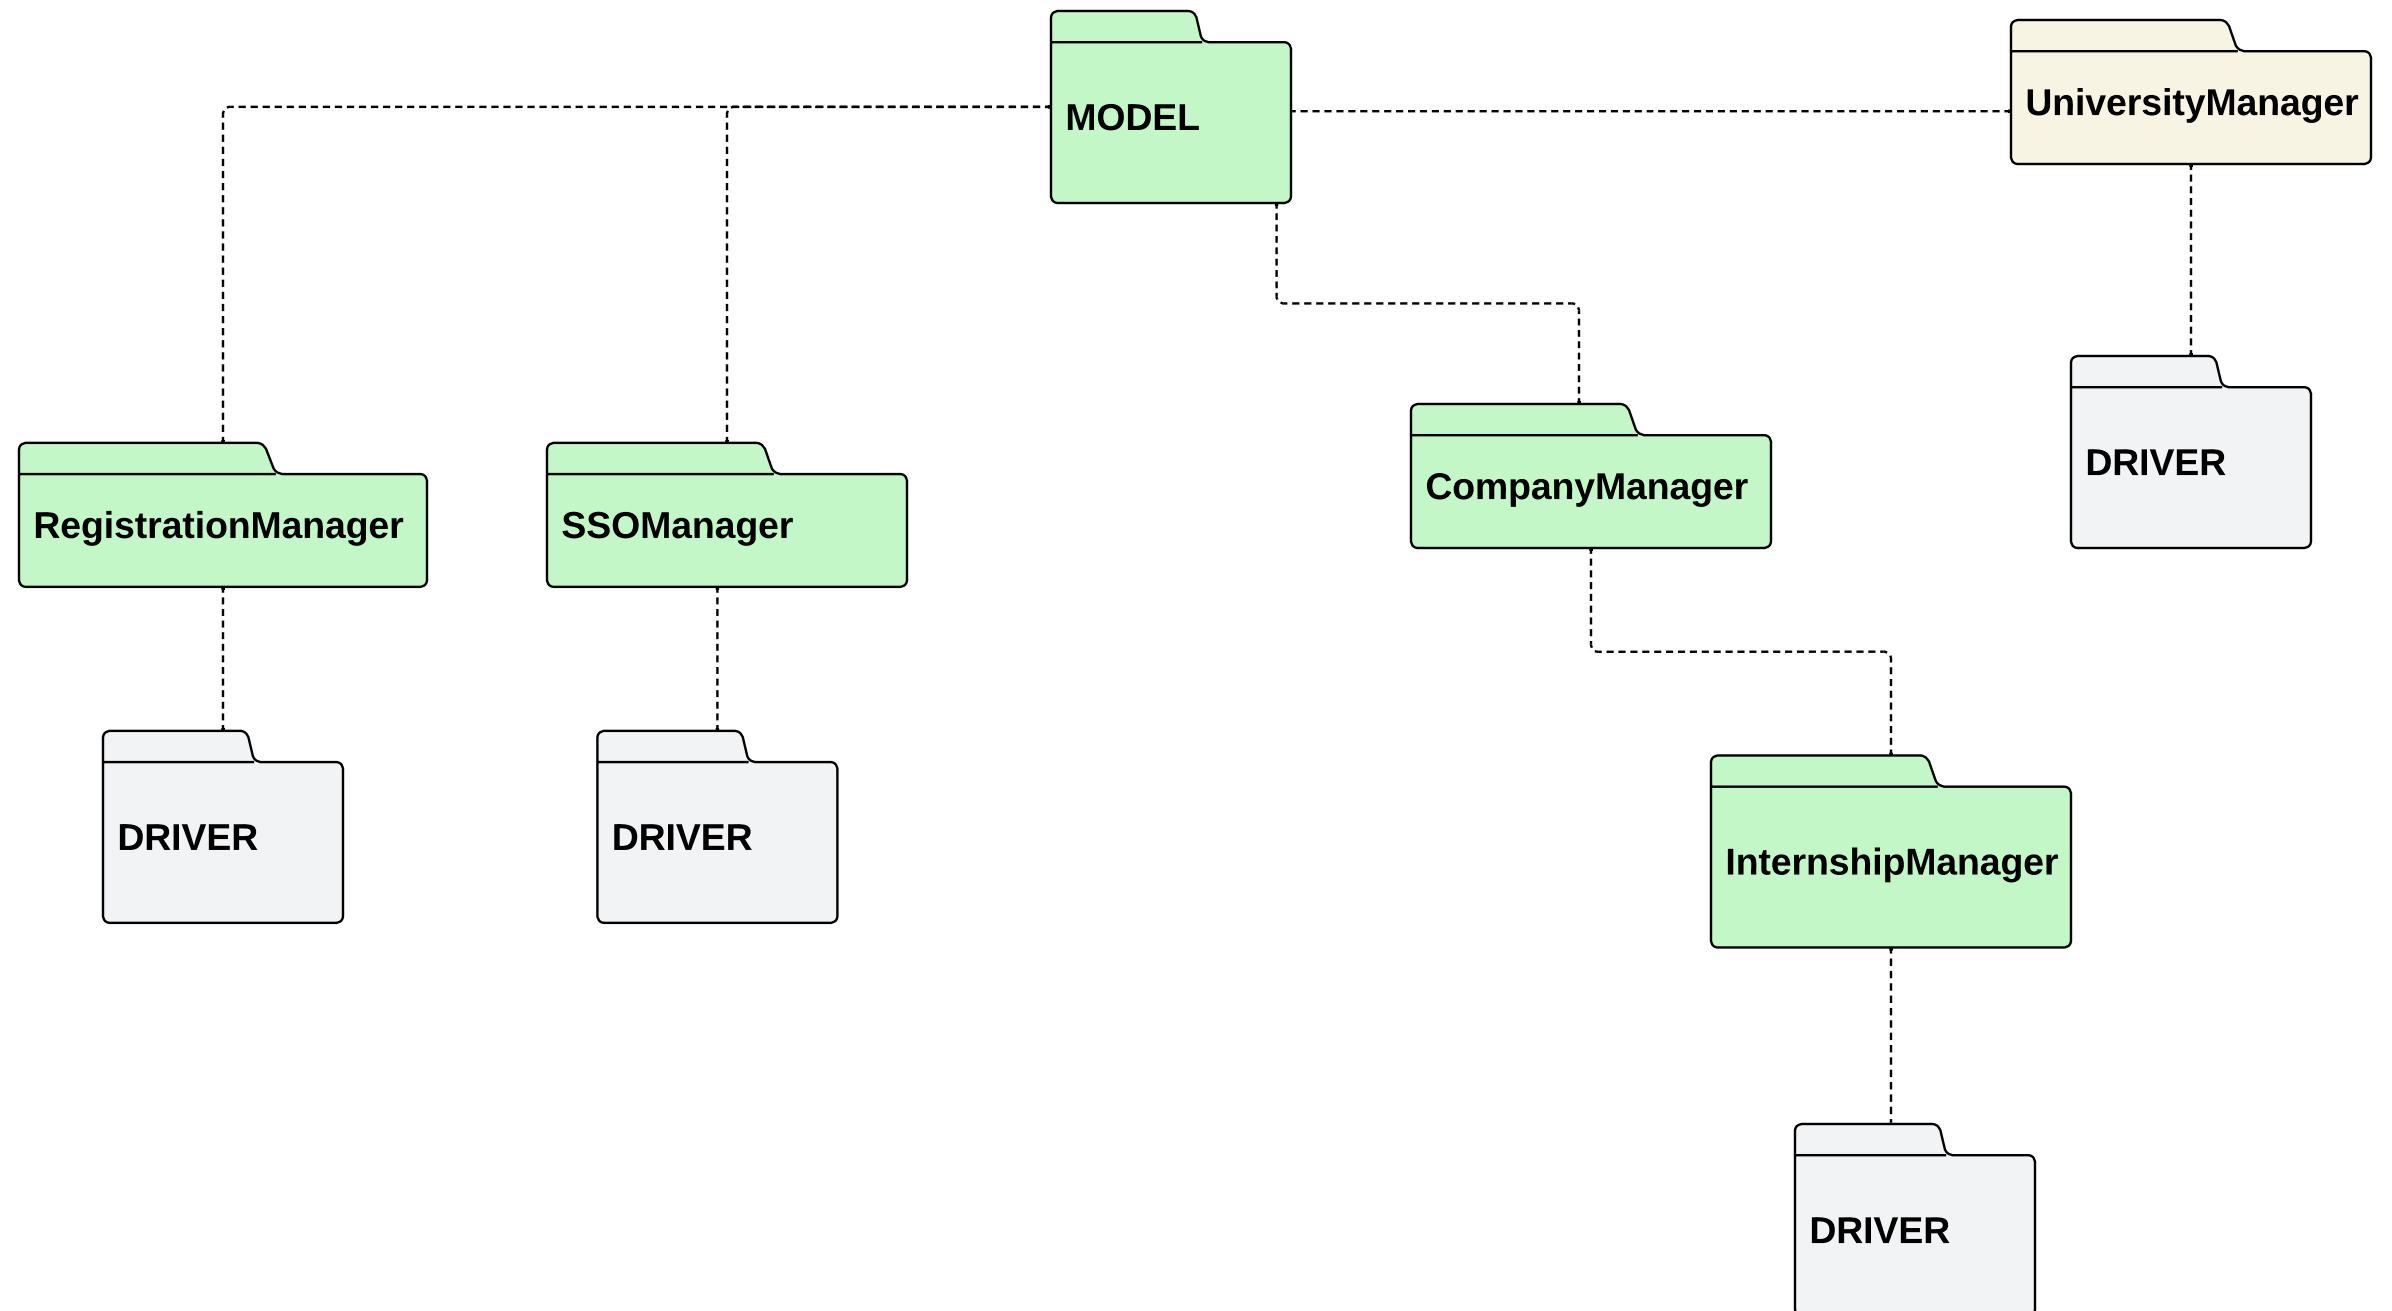 MODEL
UniversityManager
RegistrationManager
SSOManager
CompanyManager
DRIVER
DRIVER
DRIVER
InternshipManager
DRIVER